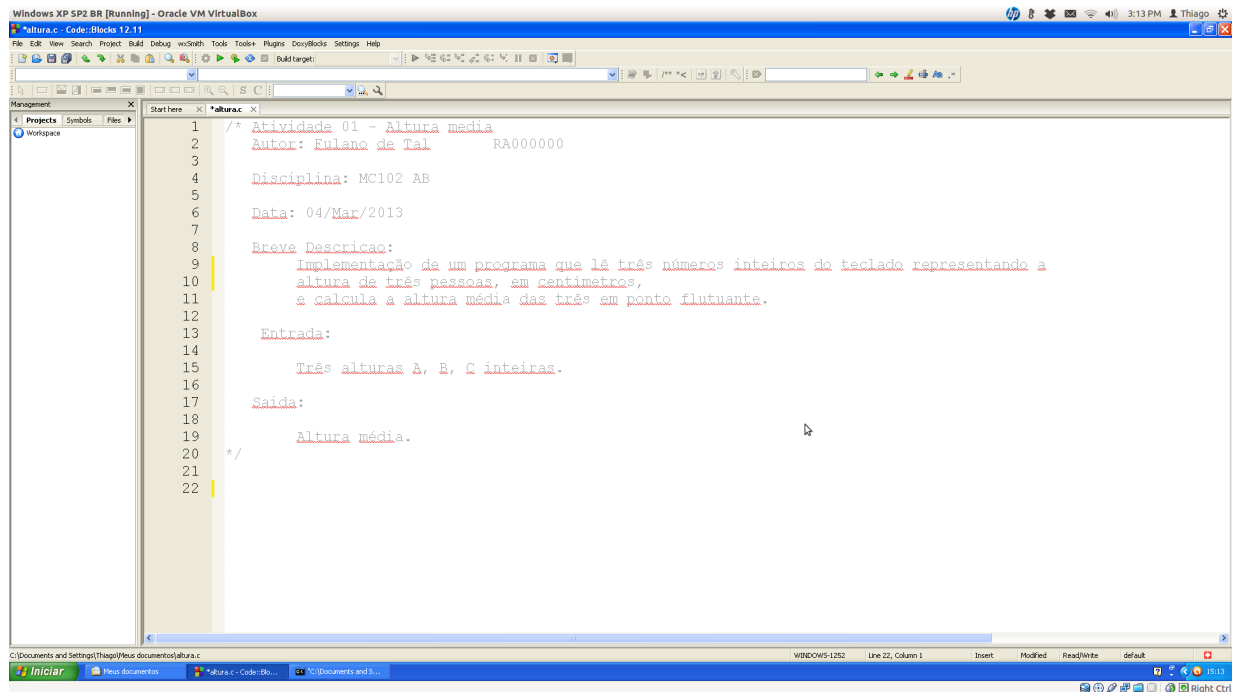 Windows XP SP2 BR [Running] - Oracle VM VirtualBox
3:13 PM Thiago
*altura.c - Code::Blocks 12.11
File Edit View Search Project Build Debug wxSmith Tools Tools+ Plugins DoxyBlocks Settings Help
Build target:
/** *<
S C
Management
Start here *altura.c
Projects Symbols Files
Workspace
1 /* Atividade 01 - Altura media
2 Autor: Fulano de Tal RA000000
3
4 Disciplina: MC102 AB
5
6 Data: 04/Mar/2013
7
8 Breve Descricao:
9 Implementação de um programa que lê três números inteiros do teclado representando a
10 altura de três pessoas, em centímetros,
11 e calcula a altura média das três em ponto flutuante.
12
13 Entrada:
14
15 Três alturas A, B, C inteiras.
16
17 Saida:
18
19 Altura média.
20 */
21
22
C:\Documents and Settings\Thiago\Meus documentos\altura.c WINDOWS-1252 Line 22, Column 1 Insert Modified Read/Write default
Iniciar Meus documentos *altura.c - Code::Blo... "C:\Documents and S... 15:13
Right Ctrl